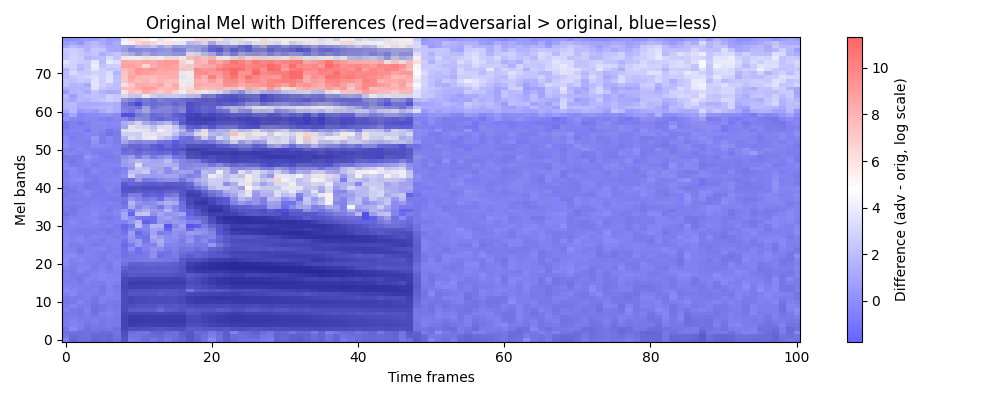 Original Mel with Differences (red=adversarial > original, blue=less)
70
60
50
40
30
20
10
0
Mel bands
0 20 40 60 80 100
Time frames
10
8
6
4
2
0
Difference (adv - orig, log scale)